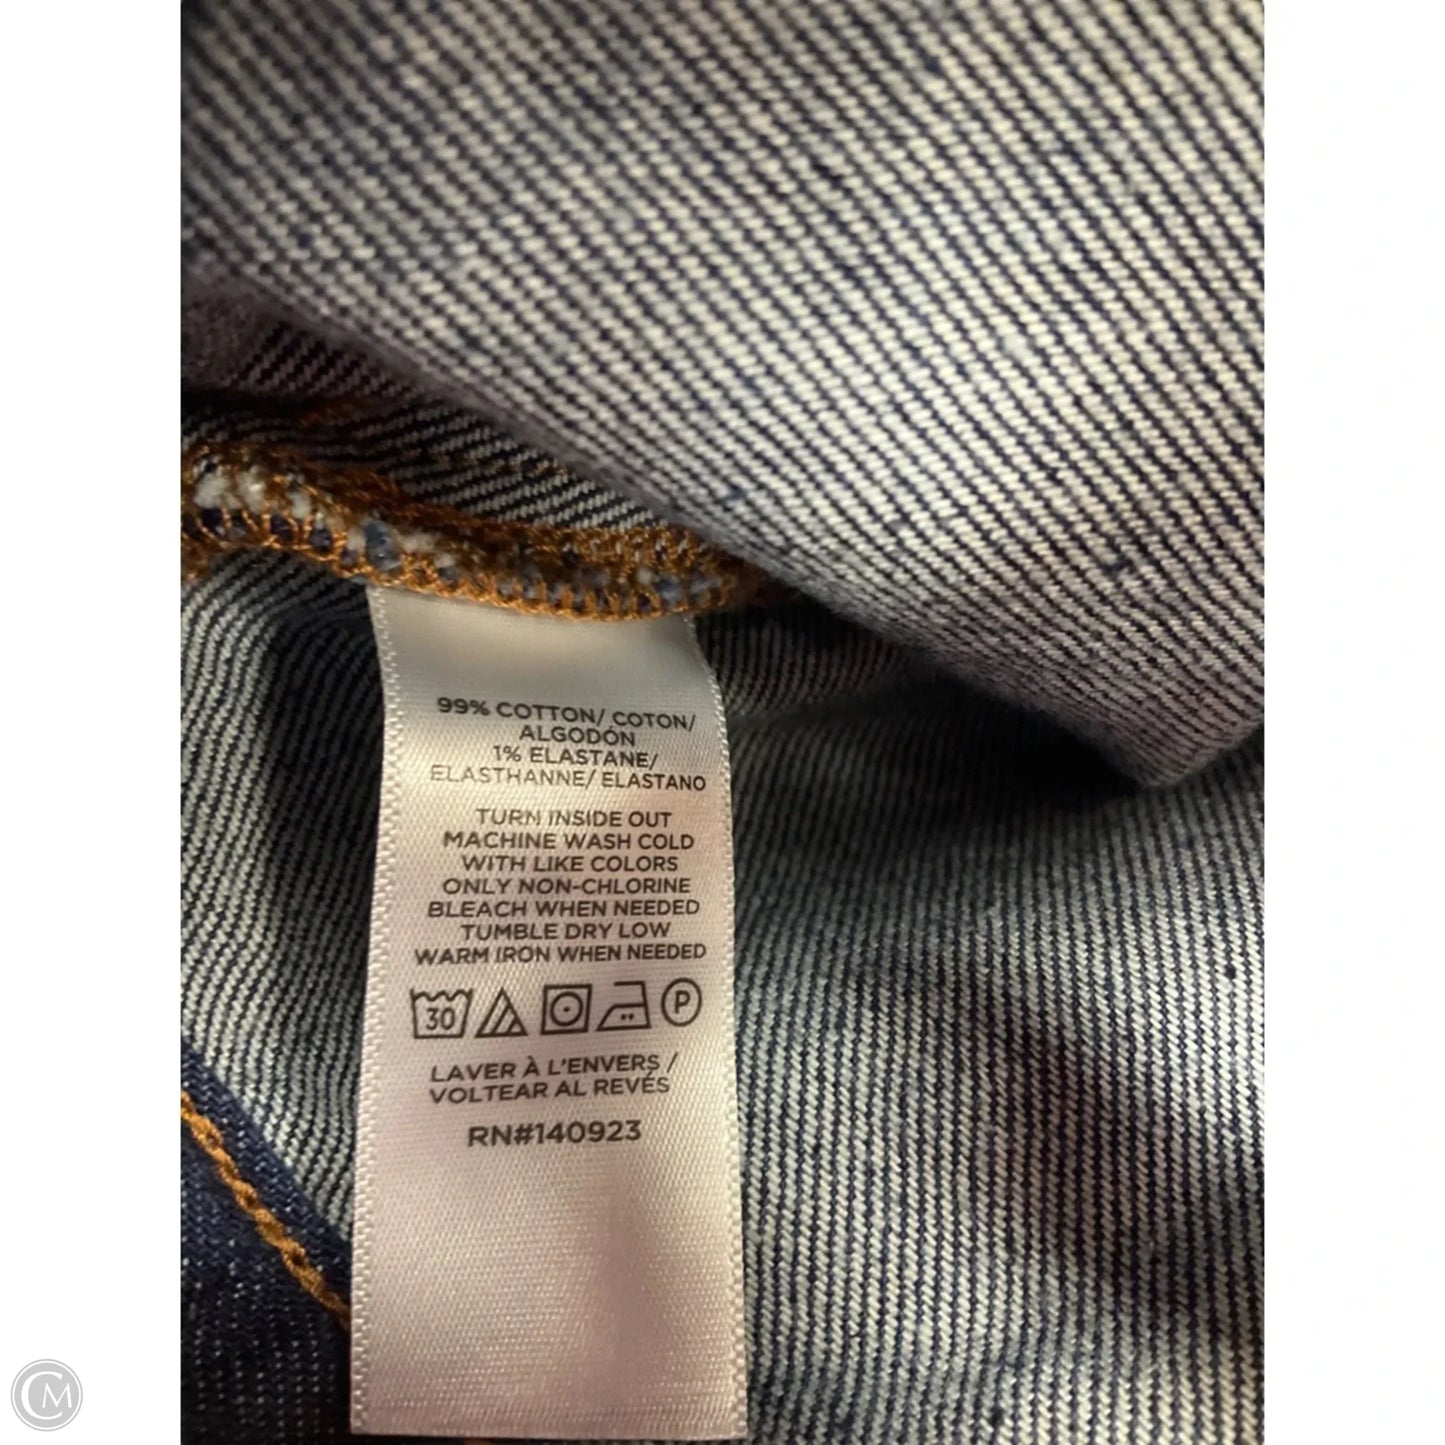 99% COTTON/ COTON/
ALGODÓN
1% ELASTANE/
ELASTHANNE/ ELASTANO
TURN INSIDE OUT
MACHINE WASH COLD
WITH LIKE COLORS
ONLY NON-CHLORINE
BLEACH WHEN NEEDED
TUMBLE DRY LOW
WARM IRON WHEN NEEDED
30 P
LAVER À L'ENVERS /
VOLTEAR AL REVÉS
RN#140923
CM